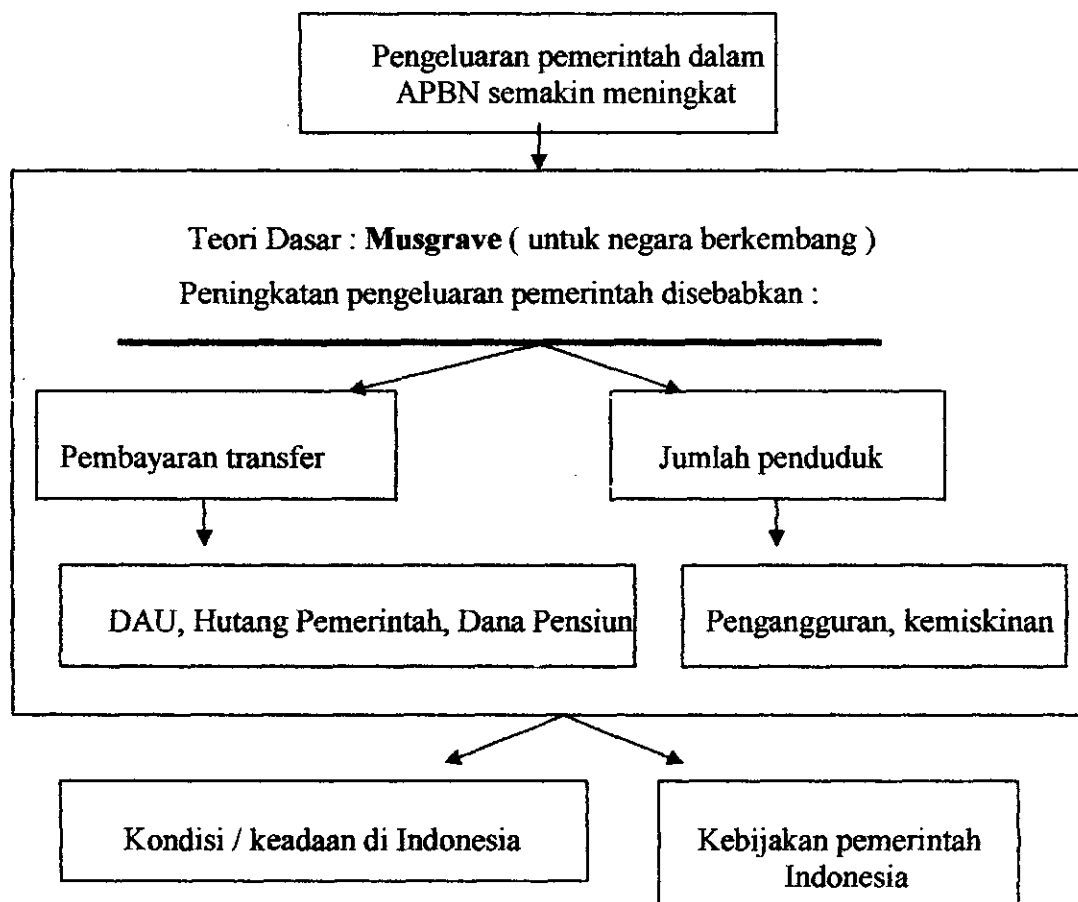 Pengeluaran pemerintah dalam
APBN semakin meningkat
Teori Dasar : Musgrave ( untuk negara berkembang )
Peningkatan pengeluaran pemerintah disebabkan :
Pembayaran transfer
Jumlah penduduk
DAU, Hutang Pemerintah, Dana Pensiun
Pengangguran, kemiskinan
Kondisi / keadaan di Indonesia
Kebijakan pemerintah
Indonesia